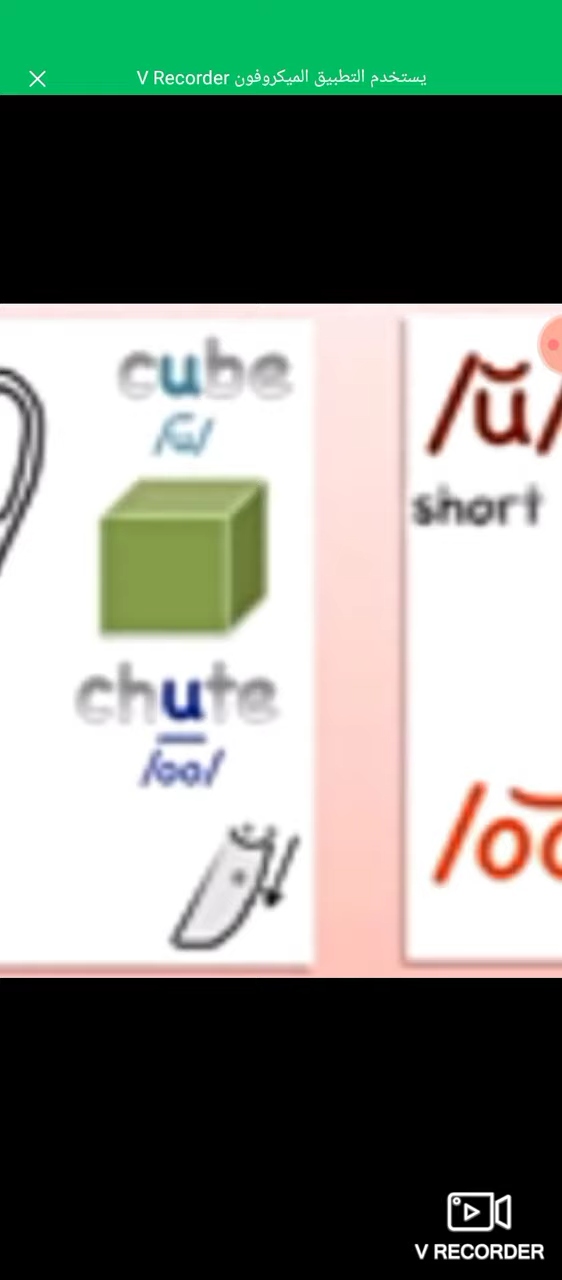 يستخدم التطبيق الميكروفون V Recorder
cube
/ū/
chute
/oo/
/ŭ/
short
V RECORDER